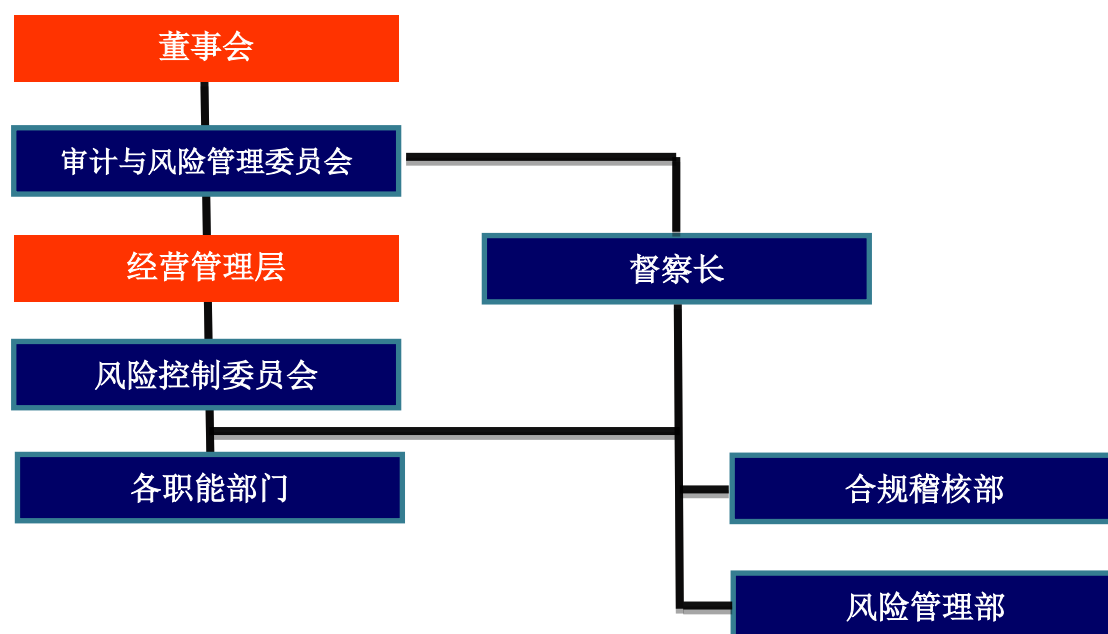 董事会
审计与风险管理委员会
经营管理层
督察长
风险控制委员会
各职能部门
合规稽核部
风险管理部